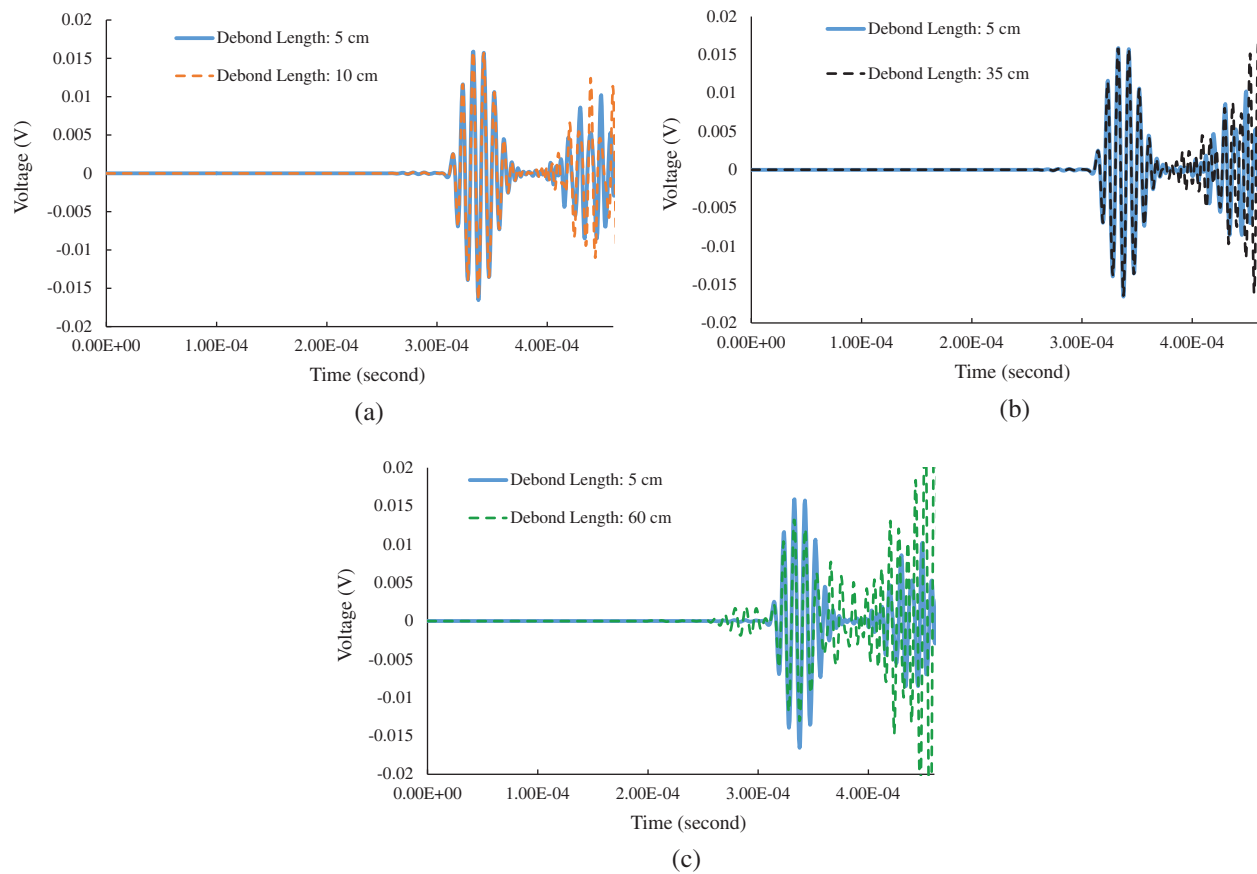 0.02
0.015
0.01
0.005
0
-0.005
-0.01
-0.015
-0.02
Voltage (V)
Debond Length: 5 cm
Debond Length: 10 cm
0.00E+00 1.00E-04 2.00E-04 3.00E-04 4.00E-04
Time (second)
(a)
0.02
0.015
0.01
0.005
0
-0.005
-0.01
-0.015
-0.02
Voltage (V)
Debond Length: 5 cm
Debond Length: 35 cm
0.00E+00 1.00E-04 2.00E-04 3.00E-04 4.00E-04
Time (second)
(b)
0.02
0.015
0.01
0.005
0
-0.005
-0.01
-0.015
-0.02
Voltage (V)
Debond Length: 5 cm
Debond Length: 60 cm
0.00E+00 1.00E-04 2.00E-04 3.00E-04 4.00E-04
Time (second)
(c)